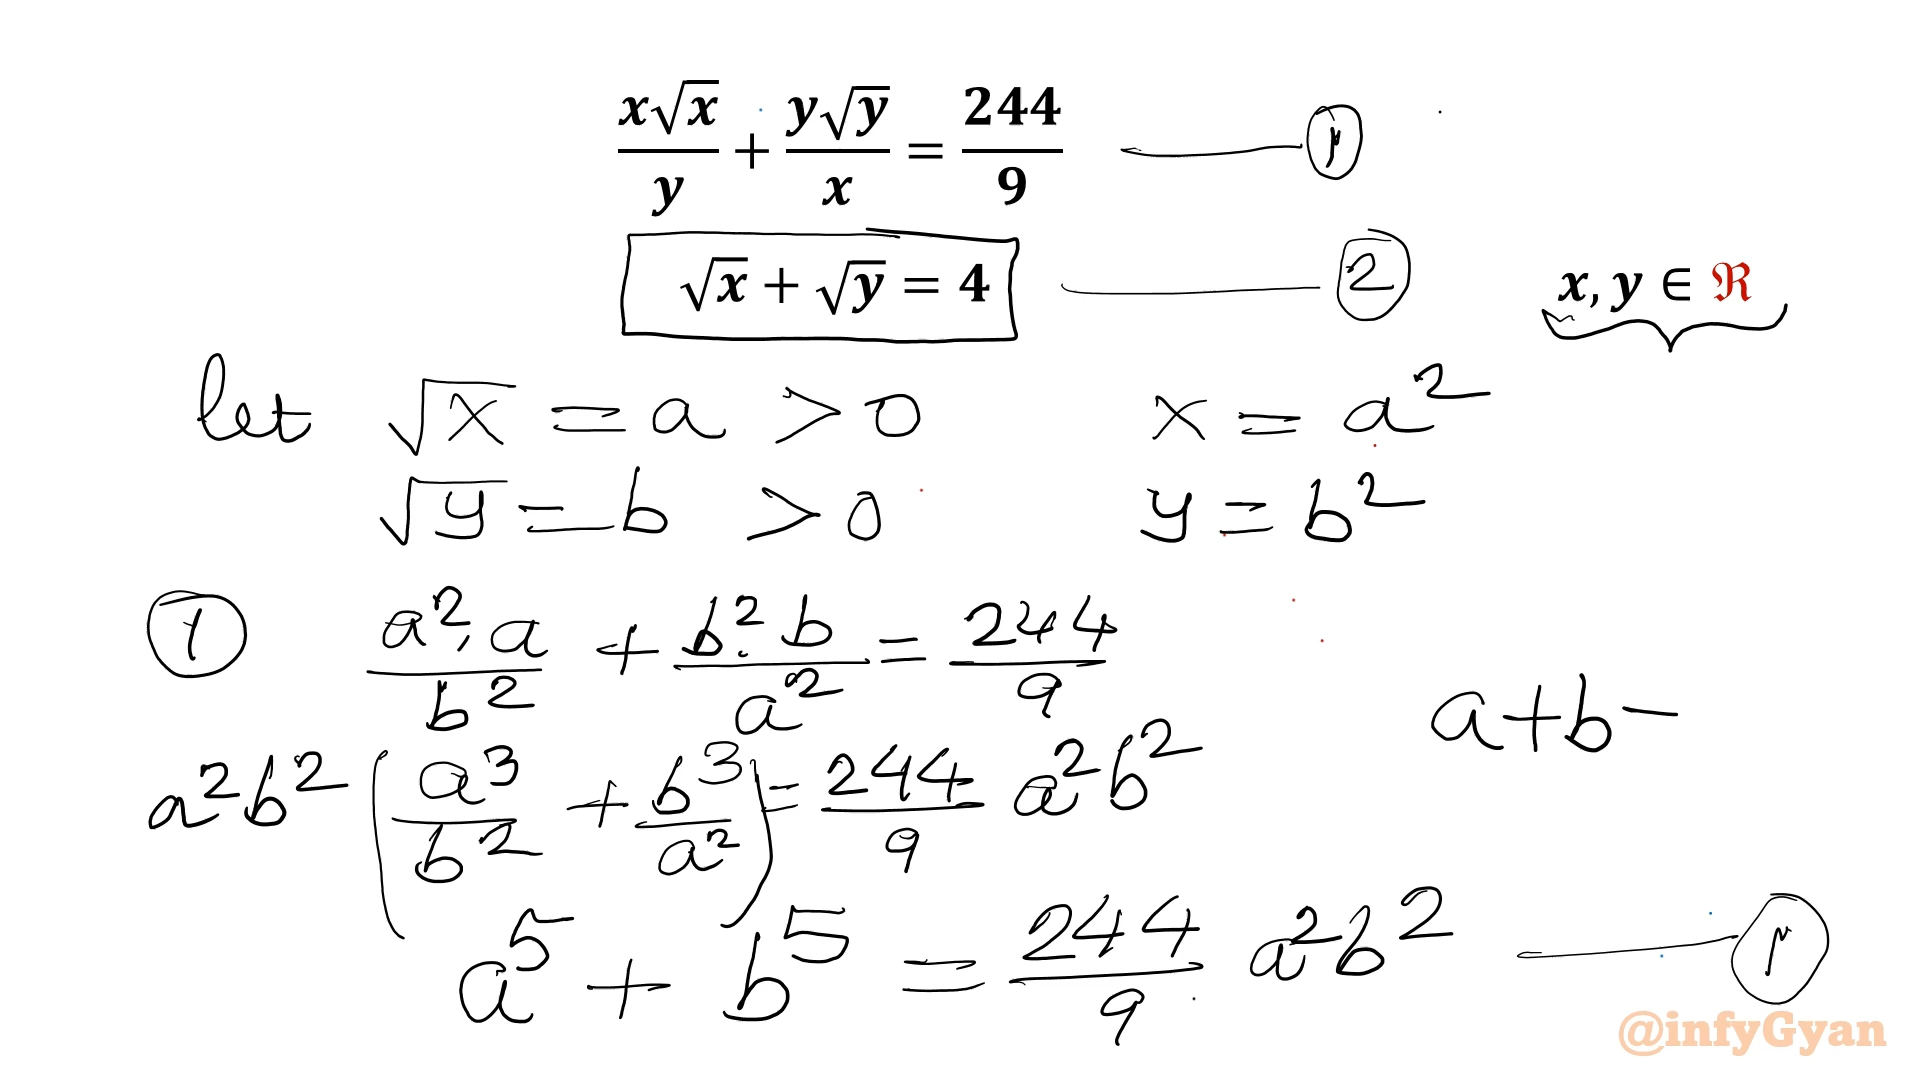 x√x/y + y√y/x = 244/9 — 1
√x + √y = 4 — 2
x, y ∈ ℜ
let √x = a > 0 x = a²
√y = b > 0 y = b²
1 a².a/b² + b².b/a² = 244/9
a+b −
a²b² (a³/b² + b³/a²) = 244/9 a²b²
a⁵ + b⁵ = 244/9 a²b² — 1
@infyGyan